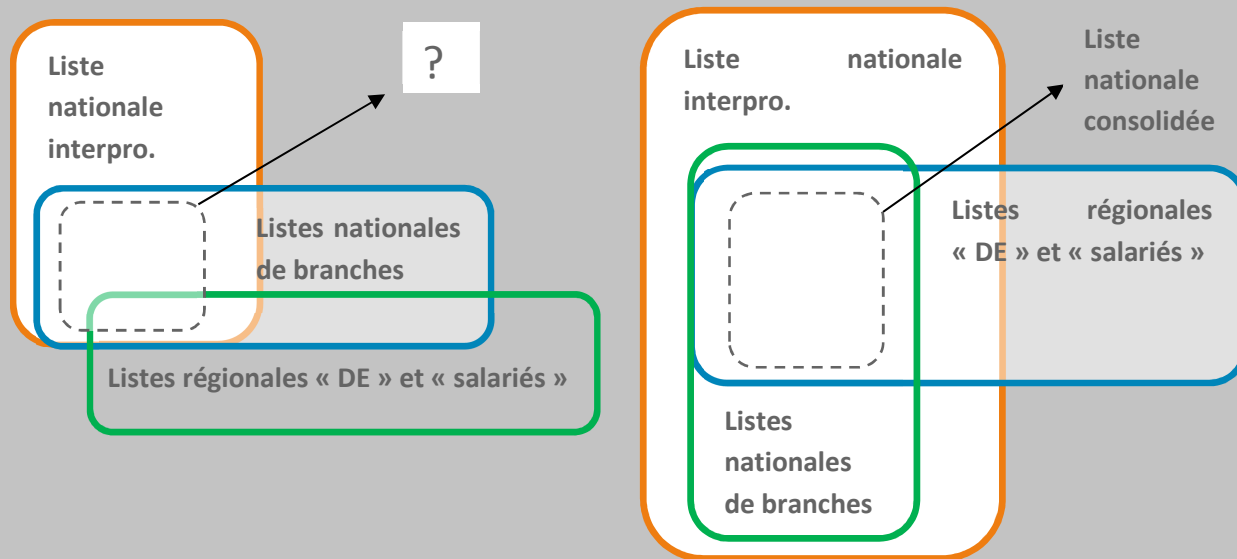 Liste
nationale
interpro.
?
Listes nationales
de branches
Listes régionales « DE » et « salariés »
Liste nationale
interpro.
Liste
nationale
consolidée
Listes régionales
« DE » et « salariés »
Listes
nationales
de branches